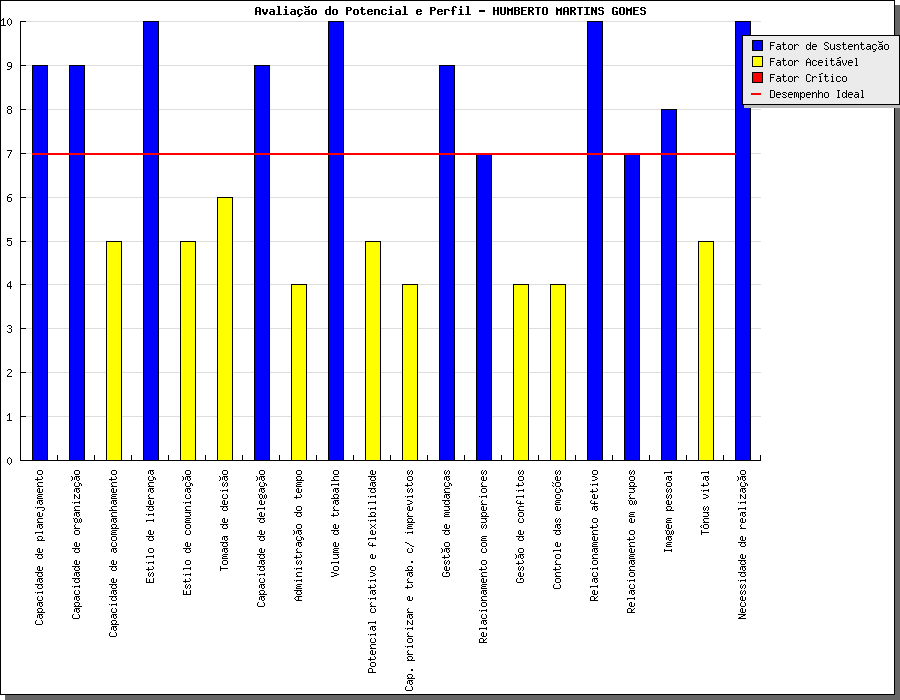 Avaliação do Potencial e Perfil - HUMBERTO MARTINS GOMES
10
9
8
7
6
5
4
3
2
1
0
Fator de Sustentação
Fator Aceitável
Fator Crítico
Desempenho Ideal
Capacidade de planejamento
Capacidade de organização
Capacidade de acompanhamento
Estilo de liderança
Estilo de comunicação
Tomada de decisão
Capacidade de delegação
Administração do tempo
Volume de trabalho
Potencial criativo e flexibilidade
Cap. priorizar e trab. c/ imprevistos
Gestão de mudanças
Relacionamento com superiores
Gestão de conflitos
Controle das emoções
Relacionamento afetivo
Relacionamento em grupos
Imagem pessoal
Tônus vital
Necessidade de realização